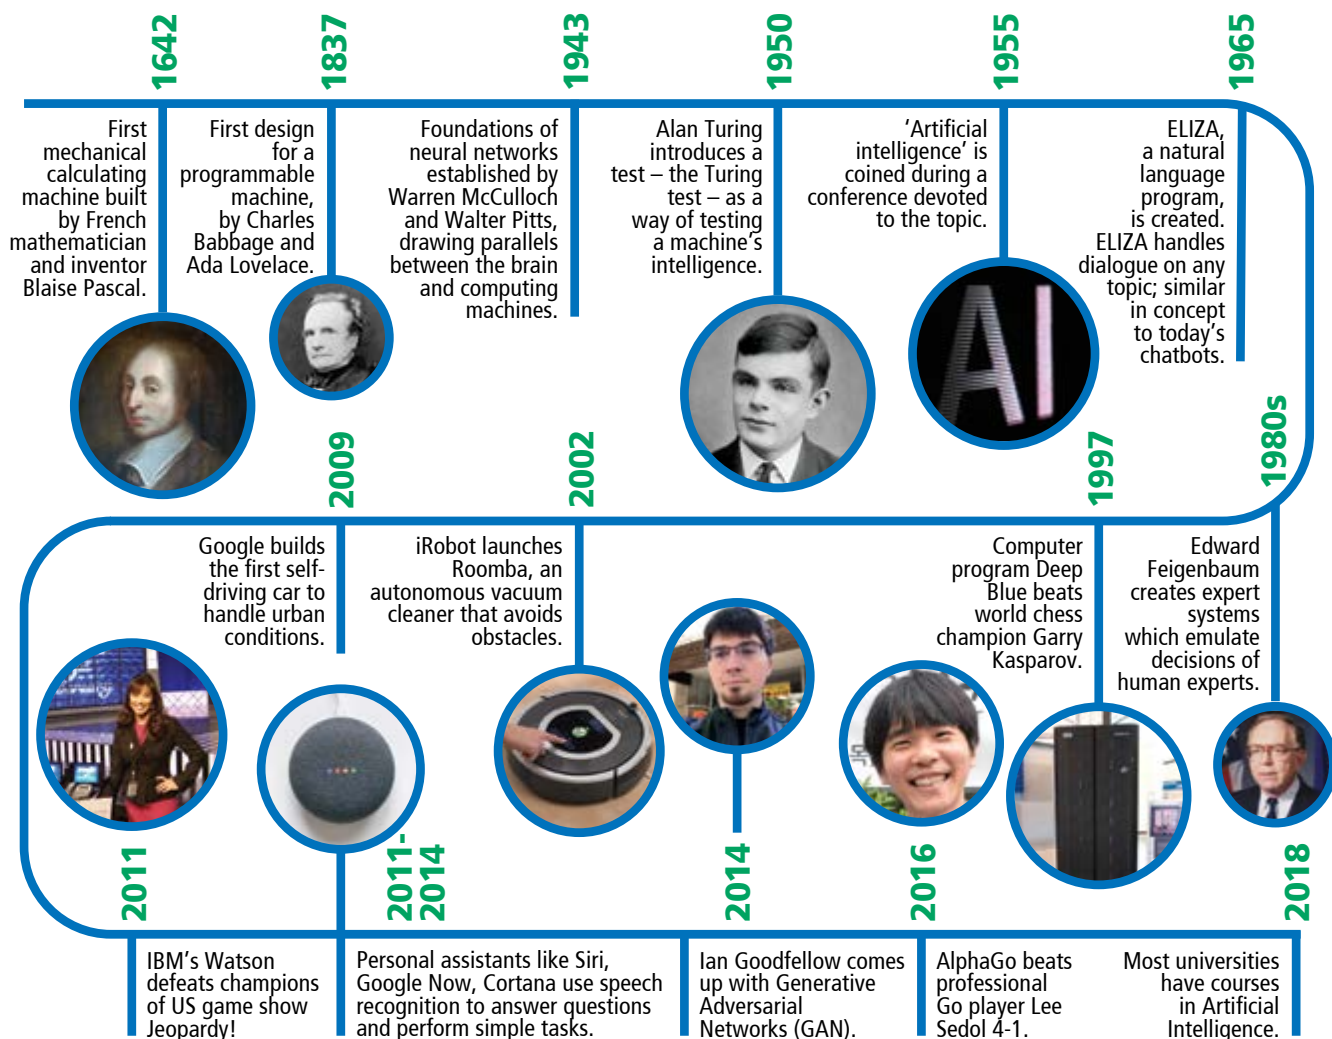 1642
First
mechanical
calculating
machine built
by French
mathematician
and inventor
Blaise Pascal.
1837
First design
for a
programmable
machine,
by Charles
Babbage and
Ada Lovelace.
1943
Foundations of
neural networks
established by
Warren McCulloch
and Walter Pitts,
drawing parallels
between the brain
and computing
machines.
1950
Alan Turing
introduces a
test – the Turing
test – as a
way of testing
a machine's
intelligence.
1955
'Artificial
intelligence' is
coined during a
conference devoted
to the topic.
AI
1965
ELIZA,
a natural
language
program,
is created.
ELIZA handles
dialogue on any
topic; similar
in concept
to today's
chatbots.
1980s
Edward
Feigenbaum
creates expert
systems
which emulate
decisions of
human experts.
1997
Computer
program Deep
Blue beats
world chess
champion Garry
Kasparov.
2002
iRobot launches
Roomba, an
autonomous vacuum
cleaner that avoids
obstacles.
2009
Google builds
the first self-
driving car to
handle urban
conditions.
2011
IBM's Watson
defeats champions
of US game show
Jeopardy!
2011-
2014
Personal assistants like Siri,
Google Now, Cortana use speech
recognition to answer questions
and perform simple tasks.
2014
Ian Goodfellow comes
up with Generative
Adversarial
Networks (GAN).
2016
AlphaGo beats
professional
Go player Lee
Sedol 4-1.
2018
Most universities
have courses
in Artificial
Intelligence.